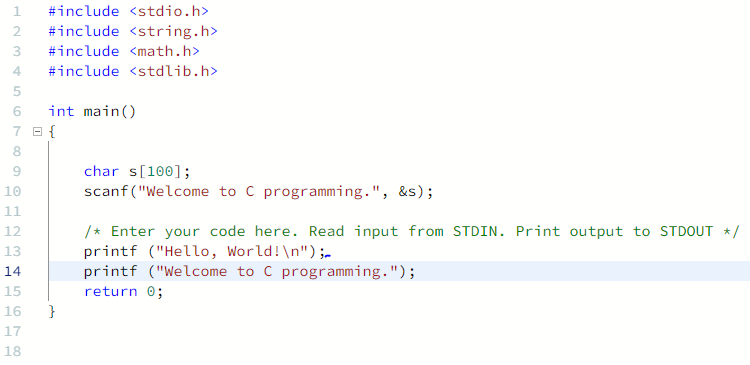 1 #include <stdio.h>
2 #include <string.h>
3 #include <math.h>
4 #include <stdlib.h>
5
6 int main()
7 {
8
9 char s[100];
10 scanf("Welcome to C programming.", &s);
11
12 /* Enter your code here. Read input from STDIN. Print output to STDOUT */
13 printf ("Hello, World!\n");
14 printf ("Welcome to C programming.");
15 return 0;
16 }
17
18